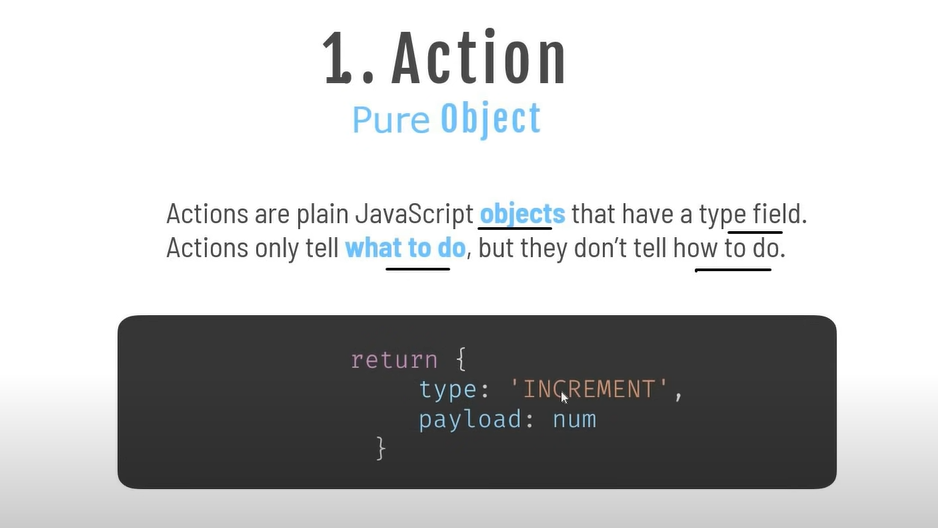 1. Action
Pure Object
Actions are plain JavaScript objects that have a type field.
Actions only tell what to do, but they don't tell how to do.
return {
type: 'INCREMENT',
payload: num
}